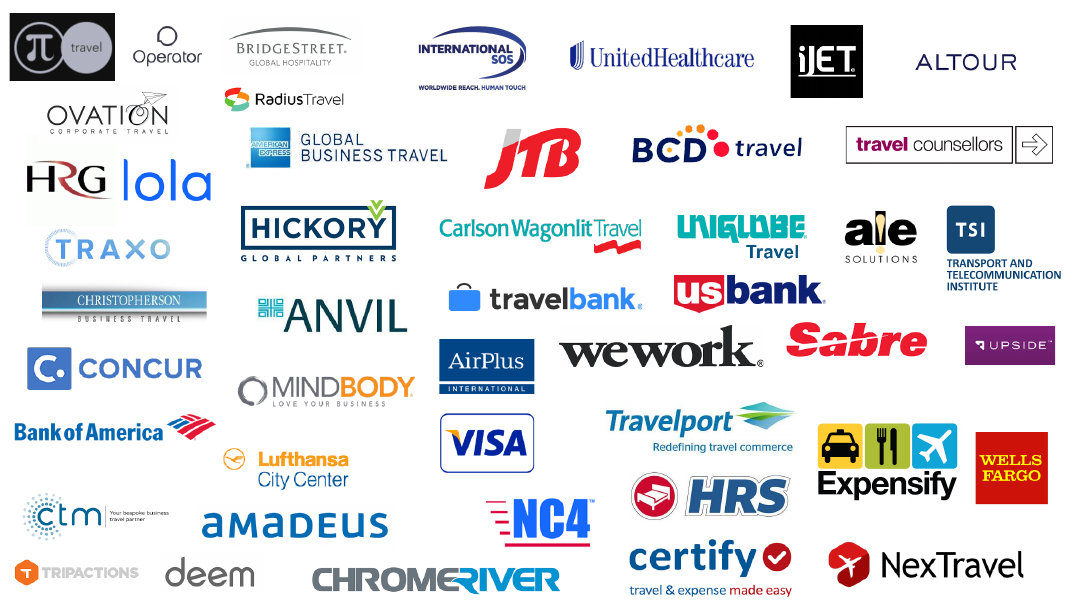 π travel
Operator
BRIDGESTREET®
GLOBAL HOSPITALITY
INTERNATIONAL
SOS
WORLDWIDE REACH. HUMAN TOUCH
UnitedHealthcare
iJET®
ALTOUR
OVATION
CORPORATE TRAVEL
RadiusTravel
AMERICAN
EXPRESS
GLOBAL
BUSINESS TRAVEL
JTB
BCD travel
travel counsellors
HRG
lola
HICKORY
GLOBAL PARTNERS
Carlson Wagonlit Travel
UNIGLOBE®
Travel
ale
SOLUTIONS
TSI
TRANSPORT AND
TELECOMMUNICATION
INSTITUTE
TRAXO
CHRISTOPHERSON
BUSINESS TRAVEL
ANVIL
travelbank®
usbank®
wework®
Sabre
UPSIDE™
C.
CONCUR
MINDBODY®
LOVE YOUR BUSINESS
AirPlus
INTERNATIONAL
Bank of America
VISA
Travelport
Redefining travel commerce
Lufthansa
City Center
Expensify
WELLS
FARGO
ctm
Your bespoke business
travel partner
amadeus
NC4™
HRS
T TRIPACTIONS
deem
CHROMERIVER
certify
travel & expense made easy
NexTravel